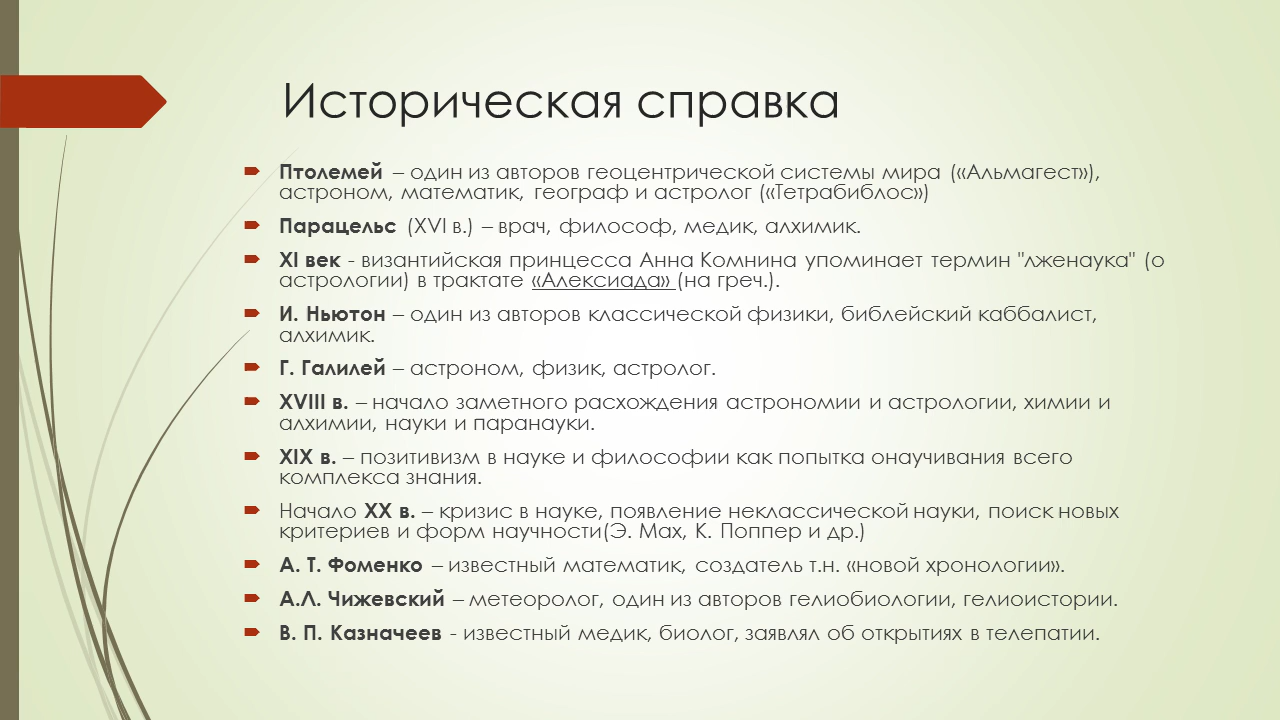 Историческая справка
Птолемей – один из авторов геоцентрической системы мира («Альмагест»),
астроном, математик, географ и астролог («Тетрабиблос»)
Парацельс (XVI в.) – врач, философ, медик, алхимик.
XI век - византийская принцесса Анна Комнина упоминает термин "лженаука" (о
астрологии) в трактате «Алексиада» (на греч.).
И. Ньютон – один из авторов классической физики, библейский каббалист,
алхимик.
Г. Галилей – астроном, физик, астролог.
XVIII в. – начало заметного расхождения астрономии и астрологии, химии и
алхимии, науки и паранауки.
XIX в. – позитивизм в науке и философии как попытка онаучивания всего
комплекса знания.
Начало XX в. – кризис в науке, появление неклассической науки, поиск новых
критериев и форм научности(Э. Мах, К. Поппер и др.)
А. Т. Фоменко – известный математик, создатель т.н. «новой хронологии».
А.Л. Чижевский – метеоролог, один из авторов гелиобиологии, гелиоистории.
В. П. Казначеев - известный медик, биолог, заявлял об открытиях в телепатии.